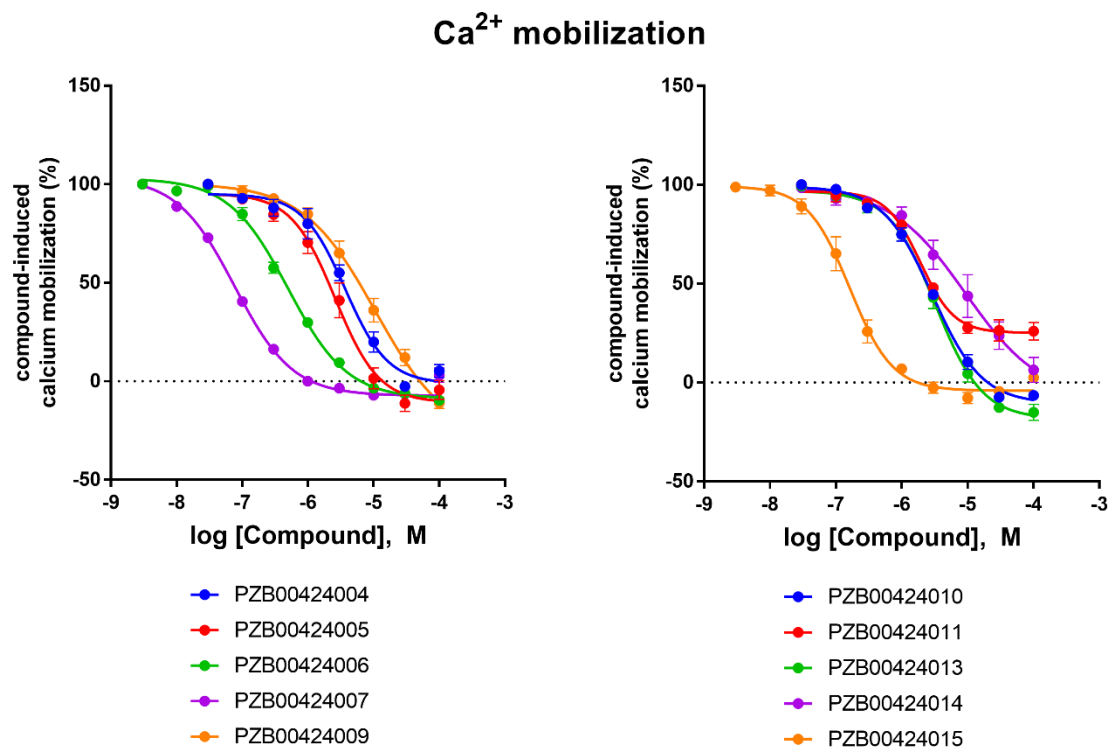 Ca2+ mobilization
compound-induced
calcium mobilization (%)
150
100
50
0
-50
-9 -8 -7 -6 -5 -4 -3
log [Compound], M
PZB00424004
PZB00424005
PZB00424006
PZB00424007
PZB00424009
compound-induced
calcium mobilization (%)
150
100
50
0
-50
-9 -8 -7 -6 -5 -4 -3
log [Compound], M
PZB00424010
PZB00424011
PZB00424013
PZB00424014
PZB00424015